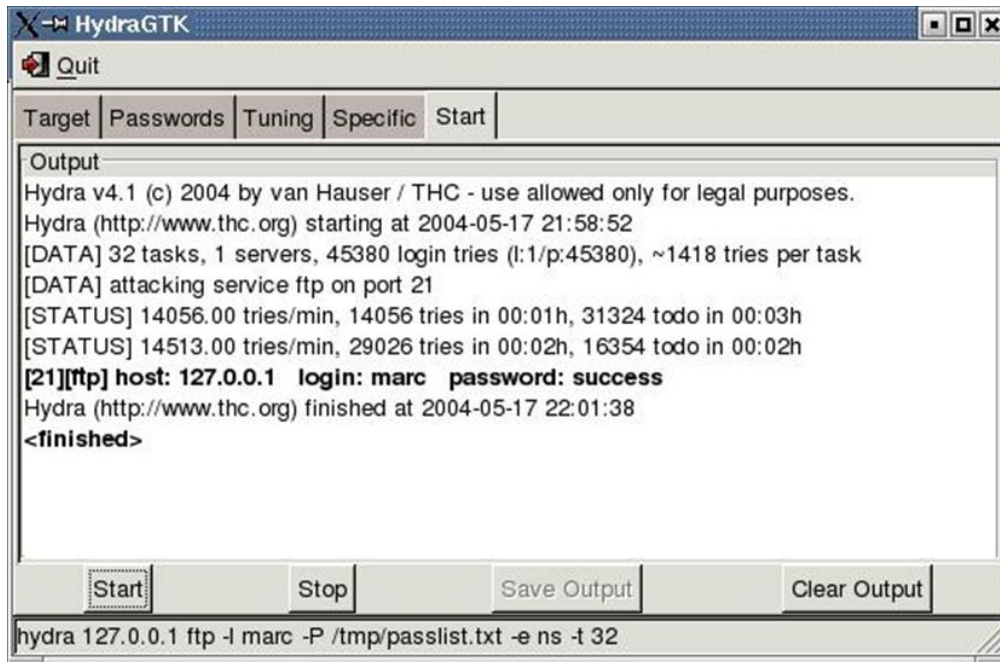 HydraGTK
Quit
Target Passwords Tuning Specific Start
Output
Hydra v4.1 (c) 2004 by van Hauser / THC - use allowed only for legal purposes.
Hydra (http://www.thc.org) starting at 2004-05-17 21:58:52
[DATA] 32 tasks, 1 servers, 45380 login tries (l:1/p:45380), ~1418 tries per task
[DATA] attacking service ftp on port 21
[STATUS] 14056.00 tries/min, 14056 tries in 00:01h, 31324 todo in 00:03h
[STATUS] 14513.00 tries/min, 29026 tries in 00:02h, 16354 todo in 00:02h
[21][ftp] host: 127.0.0.1 login: marc password: success
Hydra (http://www.thc.org) finished at 2004-05-17 22:01:38
<finished>
Start Stop Save Output Clear Output
hydra 127.0.0.1 ftp -l marc -P /tmp/passlist.txt -e ns -t 32